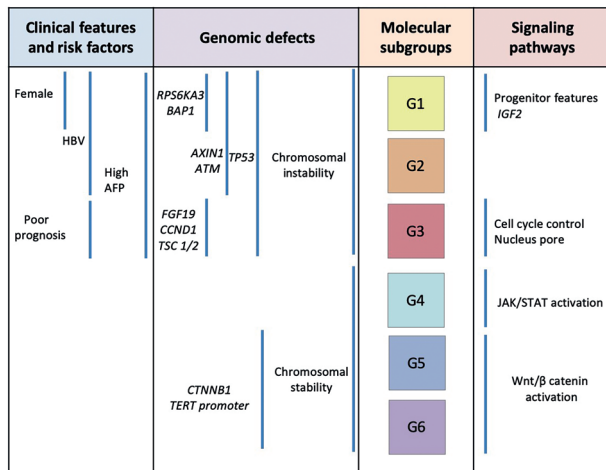 Clinical features
and risk factors
Genomic defects
Molecular
subgroups
Signaling
pathways
Female
HBV
High
AFP
Poor
prognosis
RPS6KA3
BAP1
AXIN1
ATM
TP53
Chromosomal
instability
FGF19
CCND1
TSC 1/2
Chromosomal
stability
CTNNB1
TERT promoter
G1
G2
G3
G4
G5
G6
Progenitor features
IGF2
Cell cycle control
Nucleus pore
JAK/STAT activation
Wnt/β catenin
activation